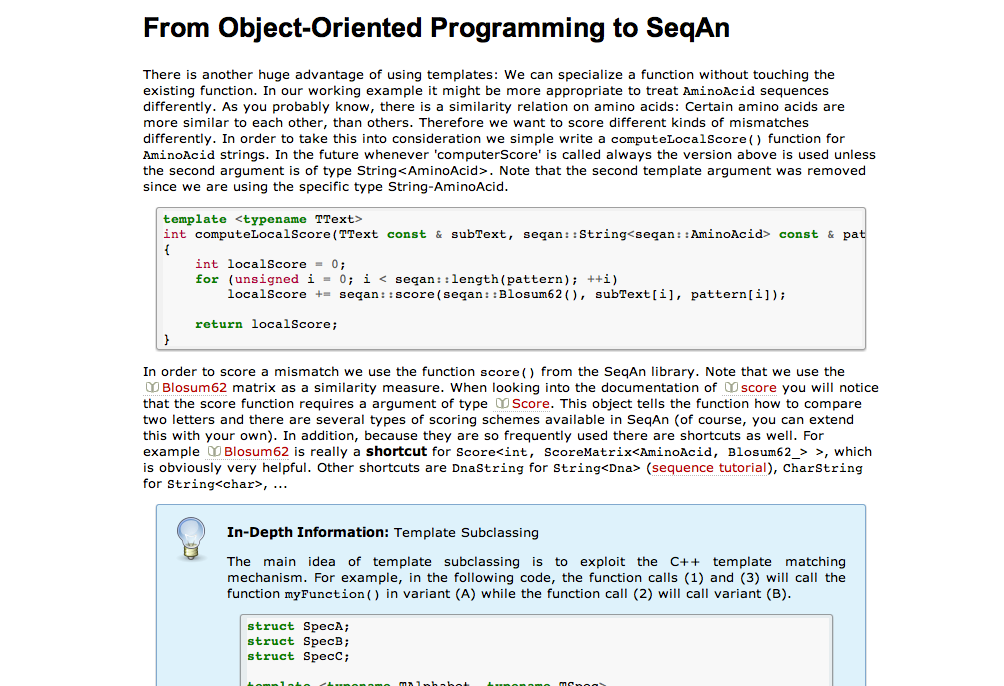 From Object-Oriented Programming to SeqAn
There is another huge advantage of using templates: We can specialize a function without touching the
existing function. In our working example it might be more appropriate to treat AminoAcid sequences
differently. As you probably know, there is a similarity relation on amino acids: Certain amino acids are
more similar to each other, than others. Therefore we want to score different kinds of mismatches
differently. In order to take this into consideration we simple write a computeLocalScore() function for
AminoAcid strings. In the future whenever 'computerScore' is called always the version above is used unless
the second argument is of type String<AminoAcid>. Note that the second template argument was removed
since we are using the specific type String-AminoAcid.
template <typename TText>
int computeLocalScore(TText const & subText, seqan::String<seqan::AminoAcid> const & pat
{
    int localScore = 0;
    for (unsigned i = 0; i < seqan::length(pattern); ++i)
        localScore += seqan::score(seqan::Blosum62(), subText[i], pattern[i]);
    return localScore;
}
In order to score a mismatch we use the function score() from the SeqAn library. Note that we use the
Blosum62 matrix as a similarity measure. When looking into the documentation of score you will notice
that the score function requires a argument of type Score. This object tells the function how to compare
two letters and there are several types of scoring schemes available in SeqAn (of course, you can extend
this with your own). In addition, because they are so frequently used there are shortcuts as well. For
example Blosum62 is really a shortcut for Score<int, ScoreMatrix<AminoAcid, Blosum62_> >, which
is obviously very helpful. Other shortcuts are DnaString for String<Dna> (sequence tutorial), CharString
for String<char>, ...
In-Depth Information: Template Subclassing
The main idea of template subclassing is to exploit the C++ template matching
mechanism. For example, in the following code, the function calls (1) and (3) will call the
function myFunction() in variant (A) while the function call (2) will call variant (B).
struct SpecA;
struct SpecB;
struct SpecC;
template <typename TAlphabet, typename TSpec>